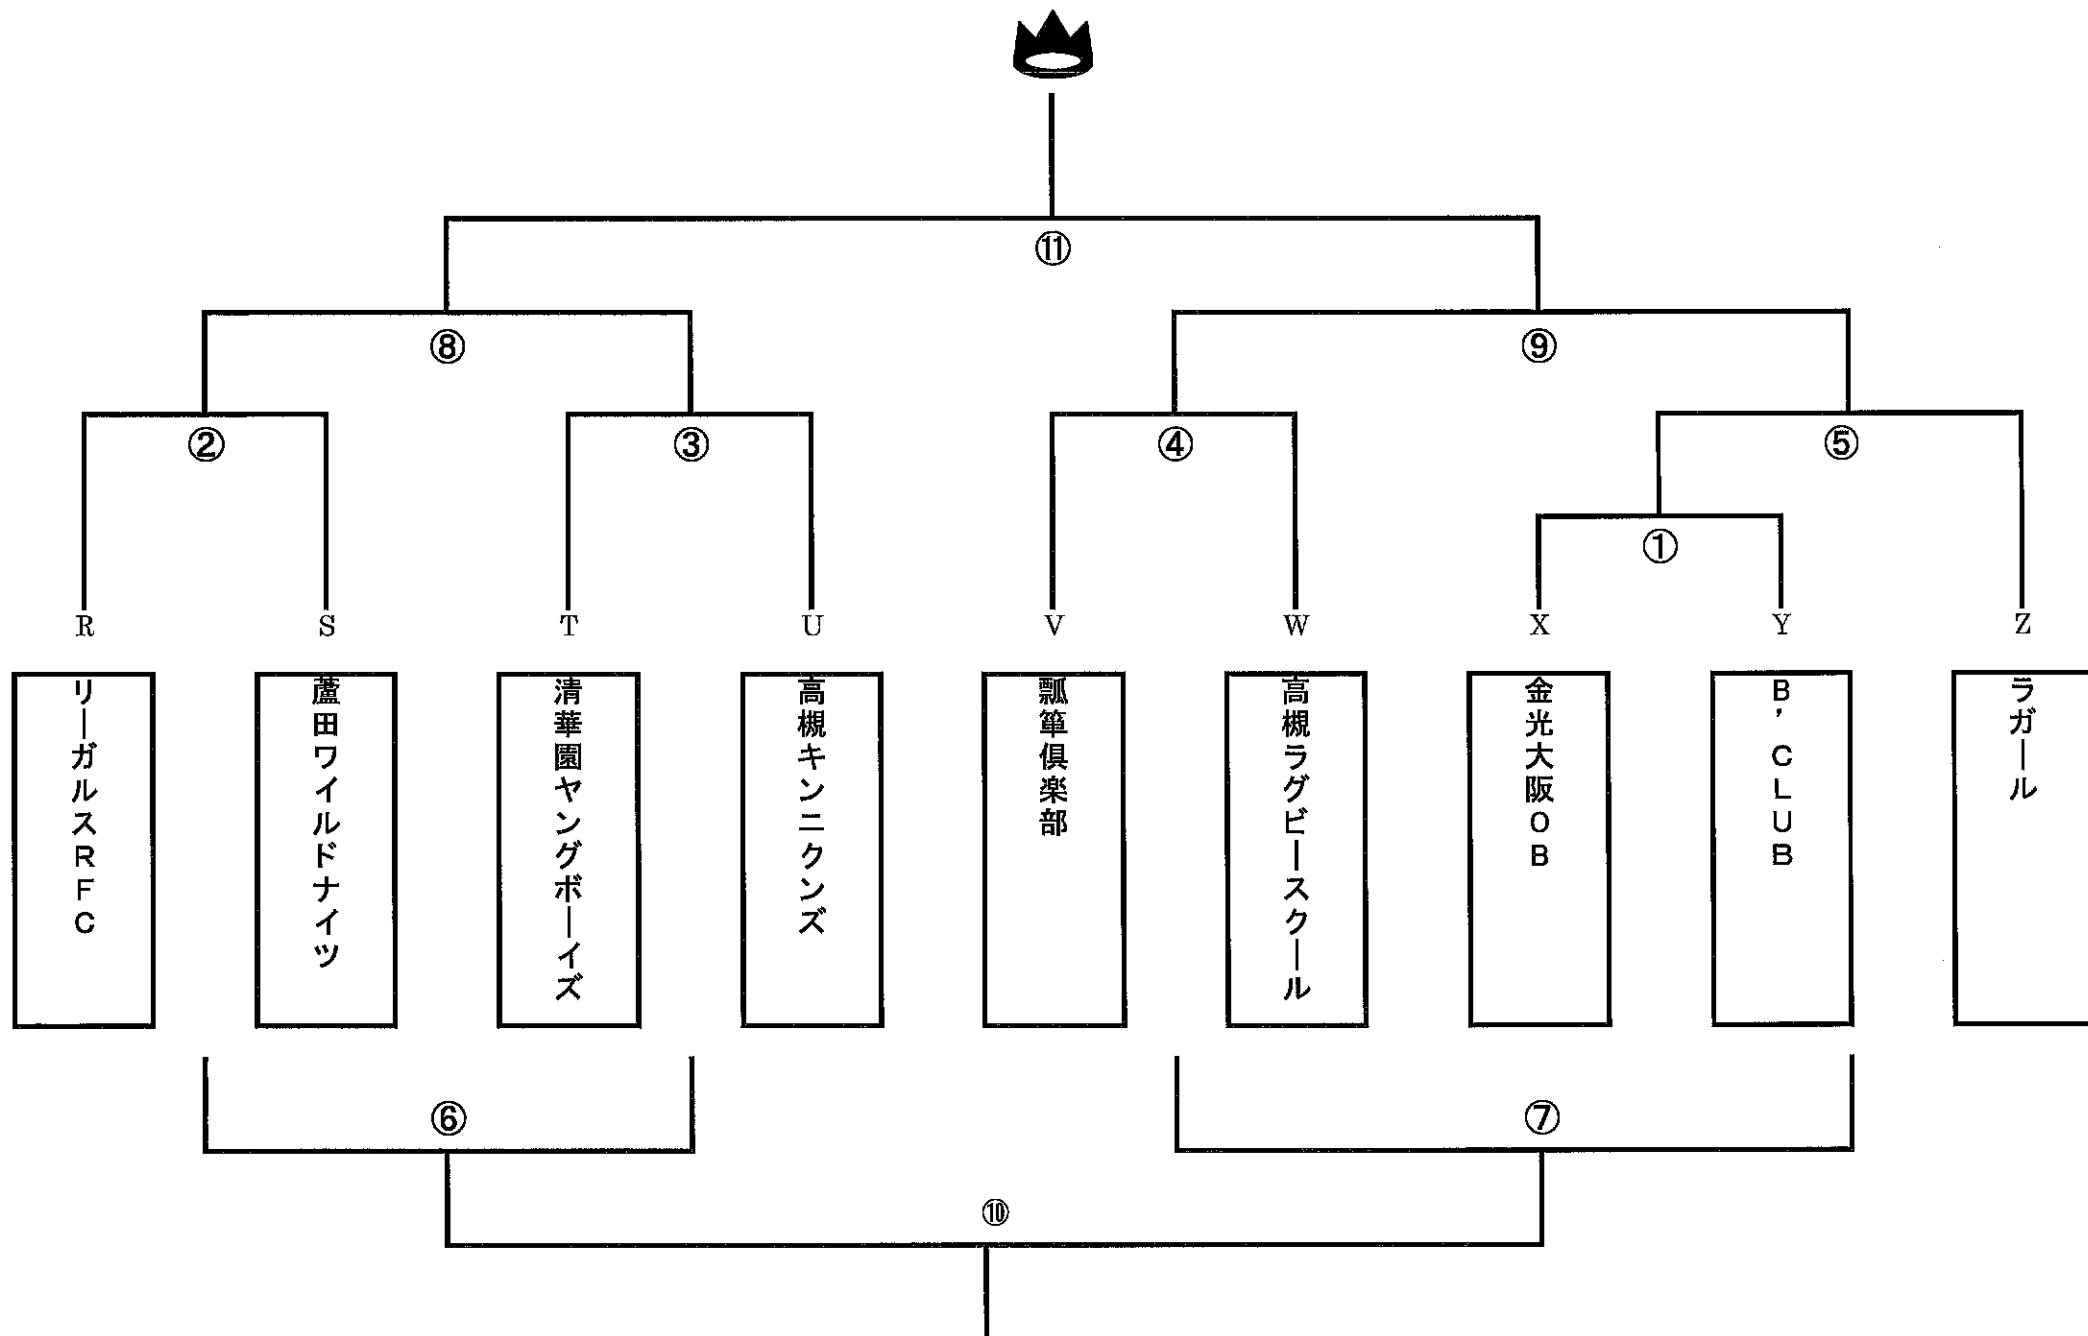 ⑪
⑧
⑨
②
③
④
⑤
①
R
S
T
U
V
W
X
Y
Z
リーガルスRFC
蘆田ワイルドナイツ
清華園ヤングボーイズ
高槻キンニクンズ
瓢箪倶楽部
高槻ラグビースクール
金光大阪OB
B’CLUB
ラガール
⑥
⑦
⑩